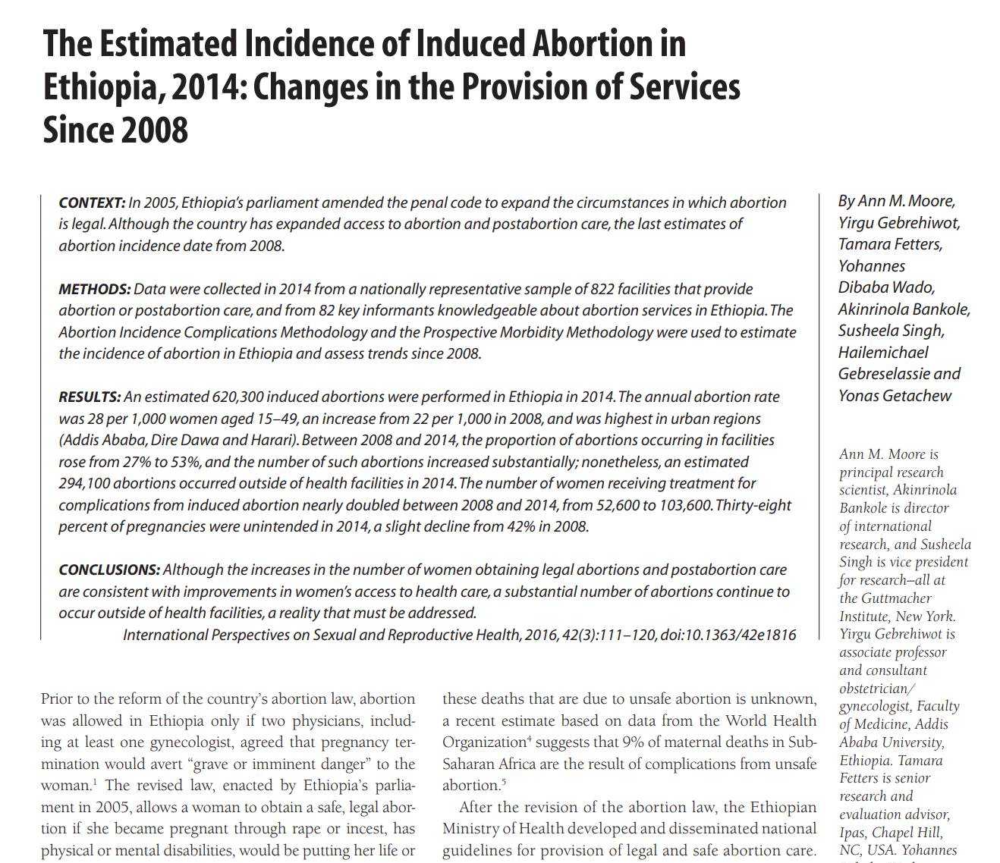 The Estimated Incidence of Induced Abortion in
Ethiopia, 2014: Changes in the Provision of Services
Since 2008
CONTEXT: In 2005, Ethiopia’s parliament amended the penal code to expand the circumstances in which abortion
is legal. Although the country has expanded access to abortion and postabortion care, the last estimates of
abortion incidence date from 2008.
METHODS: Data were collected in 2014 from a nationally representative sample of 822 facilities that provide
abortion or postabortion care, and from 82 key informants knowledgeable about abortion services in Ethiopia. The
Abortion Incidence Complications Methodology and the Prospective Morbidity Methodology were used to estimate
the incidence of abortion in Ethiopia and assess trends since 2008.
RESULTS: An estimated 620,300 induced abortions were performed in Ethiopia in 2014. The annual abortion rate
was 28 per 1,000 women aged 15–49, an increase from 22 per 1,000 in 2008, and was highest in urban regions
(Addis Ababa, Dire Dawa and Harari). Between 2008 and 2014, the proportion of abortions occurring in facilities
rose from 27% to 53%, and the number of such abortions increased substantially; nonetheless, an estimated
294,100 abortions occurred outside of health facilities in 2014. The number of women receiving treatment for
complications from induced abortion nearly doubled between 2008 and 2014, from 52,600 to 103,600. Thirty-eight
percent of pregnancies were unintended in 2014, a slight decline from 42% in 2008.
CONCLUSIONS: Although the increases in the number of women obtaining legal abortions and postabortion care
are consistent with improvements in women’s access to health care, a substantial number of abortions continue to
occur outside of health facilities, a reality that must be addressed.
International Perspectives on Sexual and Reproductive Health, 2016, 42(3):111–120, doi:10.1363/42e1816
By Ann M. Moore,
Yirgu Gebrehiwot,
Tamara Fetters,
Yohannes
Dibaba Wado,
Akinrinola Bankole,
Susheela Singh,
Hailemichael
Gebreselassie and
Yonas Getachew
Ann M. Moore is
principal research
scientist, Akinrinola
Bankole is director
of international
research, and Susheela
Singh is vice president
for research—all at
the Guttmacher
Institute, New York.
Yirgu Gebrehiwot is
associate professor
and consultant
obstetrician/
gynecologist, Faculty
of Medicine, Addis
Ababa University,
Ethiopia. Tamara
Fetters is senior
research and
evaluation advisor,
Ipas, Chapel Hill,
NC, USA. Yohannes
Prior to the reform of the country’s abortion law, abortion
was allowed in Ethiopia only if two physicians, includ-
ing at least one gynecologist, agreed that pregnancy ter-
mination would avert “grave or imminent danger” to the
woman.¹ The revised law, enacted by Ethiopia’s parlia-
ment in 2005, allows a woman to obtain a safe, legal abor-
tion if she became pregnant through rape or incest, has
physical or mental disabilities, would be putting her life or
these deaths that are due to unsafe abortion is unknown,
a recent estimate based on data from the World Health
Organization⁴ suggests that 9% of maternal deaths in Sub-
Saharan Africa are the result of complications from unsafe
abortion.⁵
After the revision of the abortion law, the Ethiopian
Ministry of Health developed and disseminated national
guidelines for provision of legal and safe abortion care.